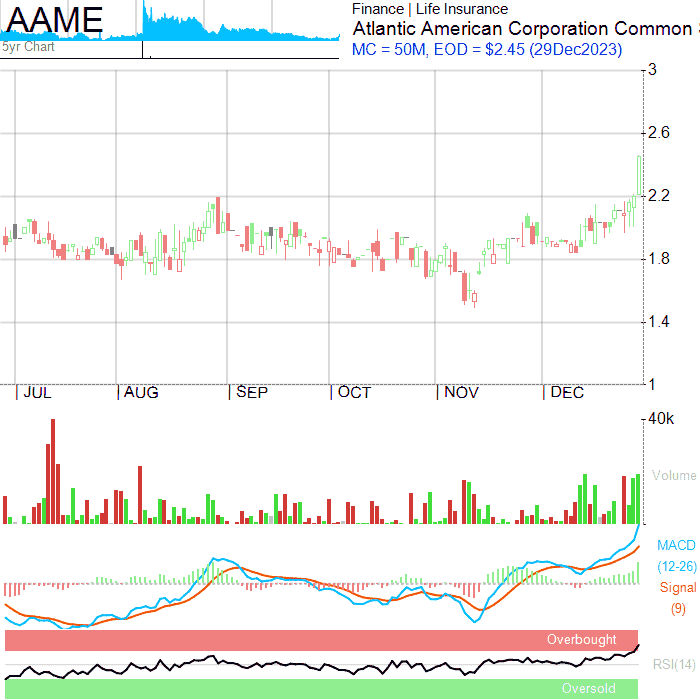 AAME
5yr Chart
Finance | Life Insurance
Atlantic American Corporation Common
MC = 50M, EOD = $2.45 (29Dec2023)
3
2.6
2.2
1.8
1.4
1
JUL AUG SEP OCT NOV DEC
40k
Volume
MACD
(12-26)
Signal
(9)
Overbought
RSI(14)
Oversold